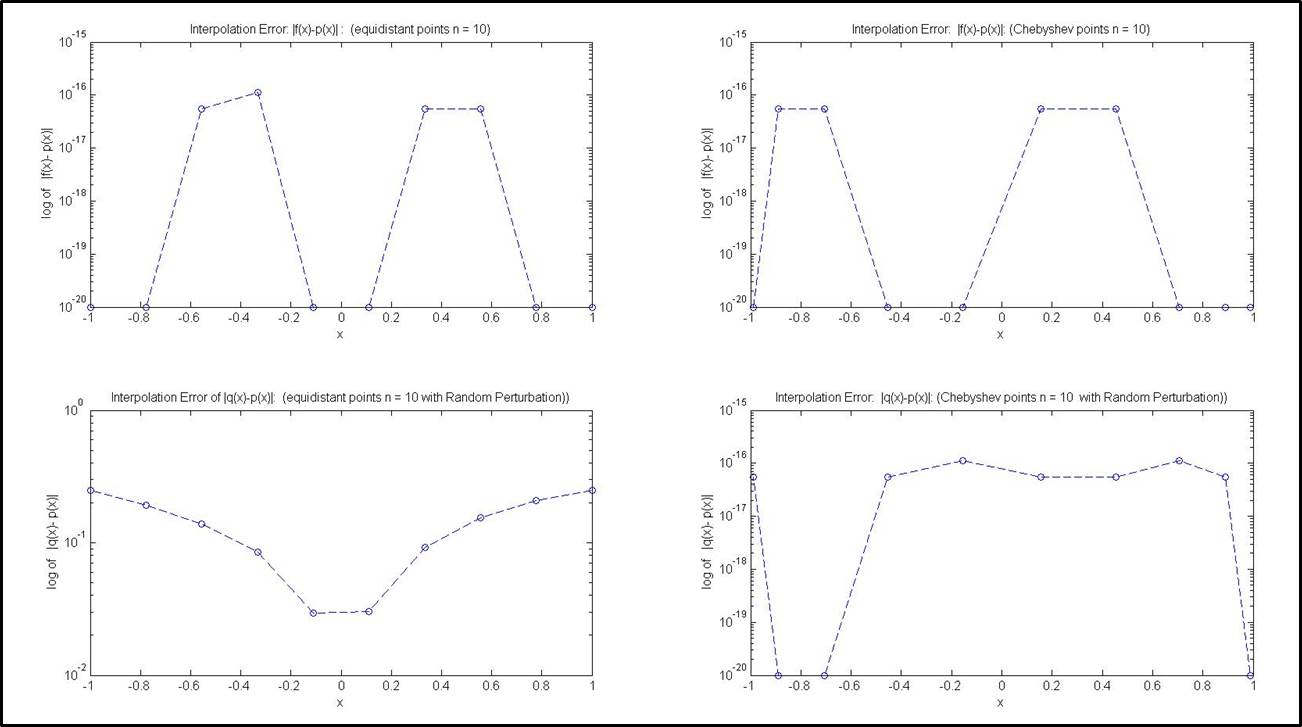 Interpolation Error: |f(x)-p(x)| :  (equidistant points n = 10)
10^-15
10^-16
10^-17
10^-18
10^-19
10^-20
log of  |f(x)- p(x)|
-1 -0.8 -0.6 -0.4 -0.2 0 0.2 0.4 0.6 0.8 1
x
Interpolation Error:  |f(x)-p(x)|: (Chebyshev points n = 10)
10^-15
10^-16
10^-17
10^-18
10^-19
10^-20
log of  |f(x)- p(x)|
-1 -0.8 -0.6 -0.4 -0.2 0 0.2 0.4 0.6 0.8 1
x
Interpolation Error of |q(x)-p(x)|:  (equidistant points n = 10 with Random Perturbation))
10^0
10^-1
10^-2
log of  |q(x)- p(x)|
-1 -0.8 -0.6 -0.4 -0.2 0 0.2 0.4 0.6 0.8 1
x
Interpolation Error:  |q(x)-p(x)|: (Chebyshev points n = 10  with Random Perturbation))
10^-15
10^-16
10^-17
10^-18
10^-19
10^-20
log of  |q(x)- p(x)|
-1 -0.8 -0.6 -0.4 -0.2 0 0.2 0.4 0.6 0.8 1
x